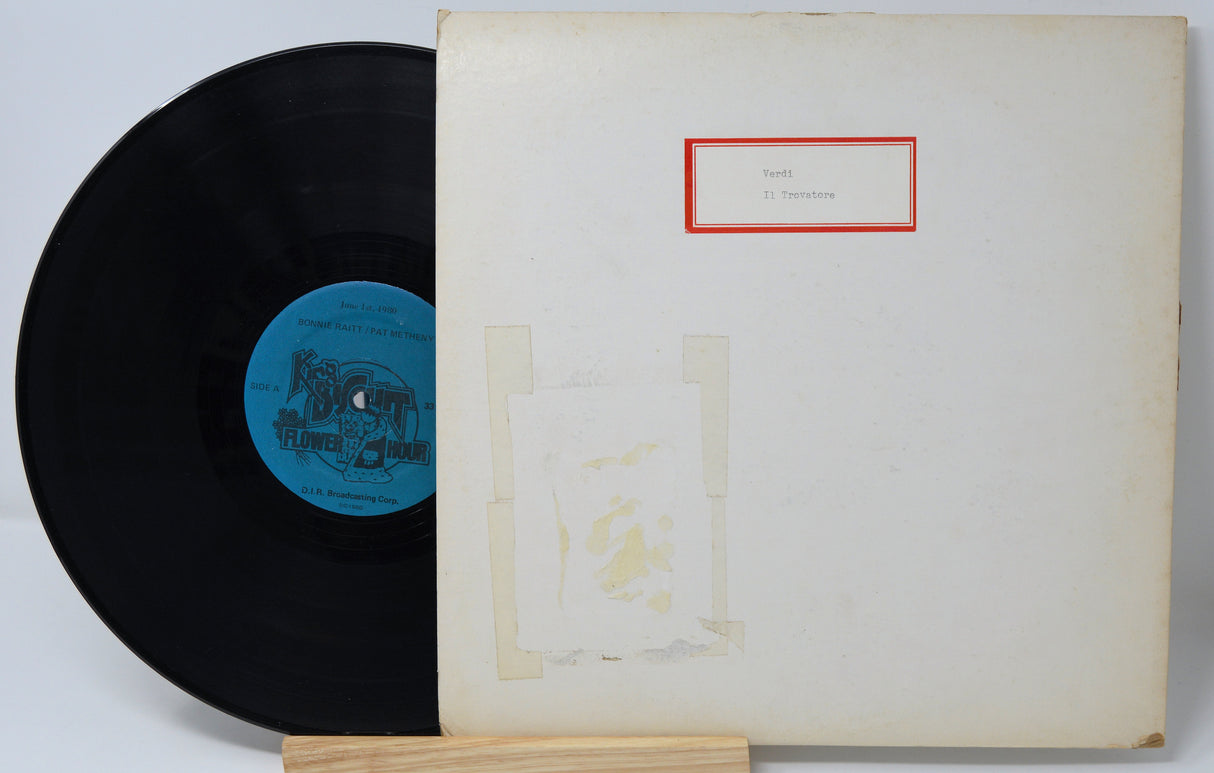 June 1st, 1980
BONNIE RAITT / PAT METHENY
SIDE A
33
King
BISCUIT
FLOWER HOUR
D.I.R. Broadcasting Corp.
Verdi
Il Trovatore